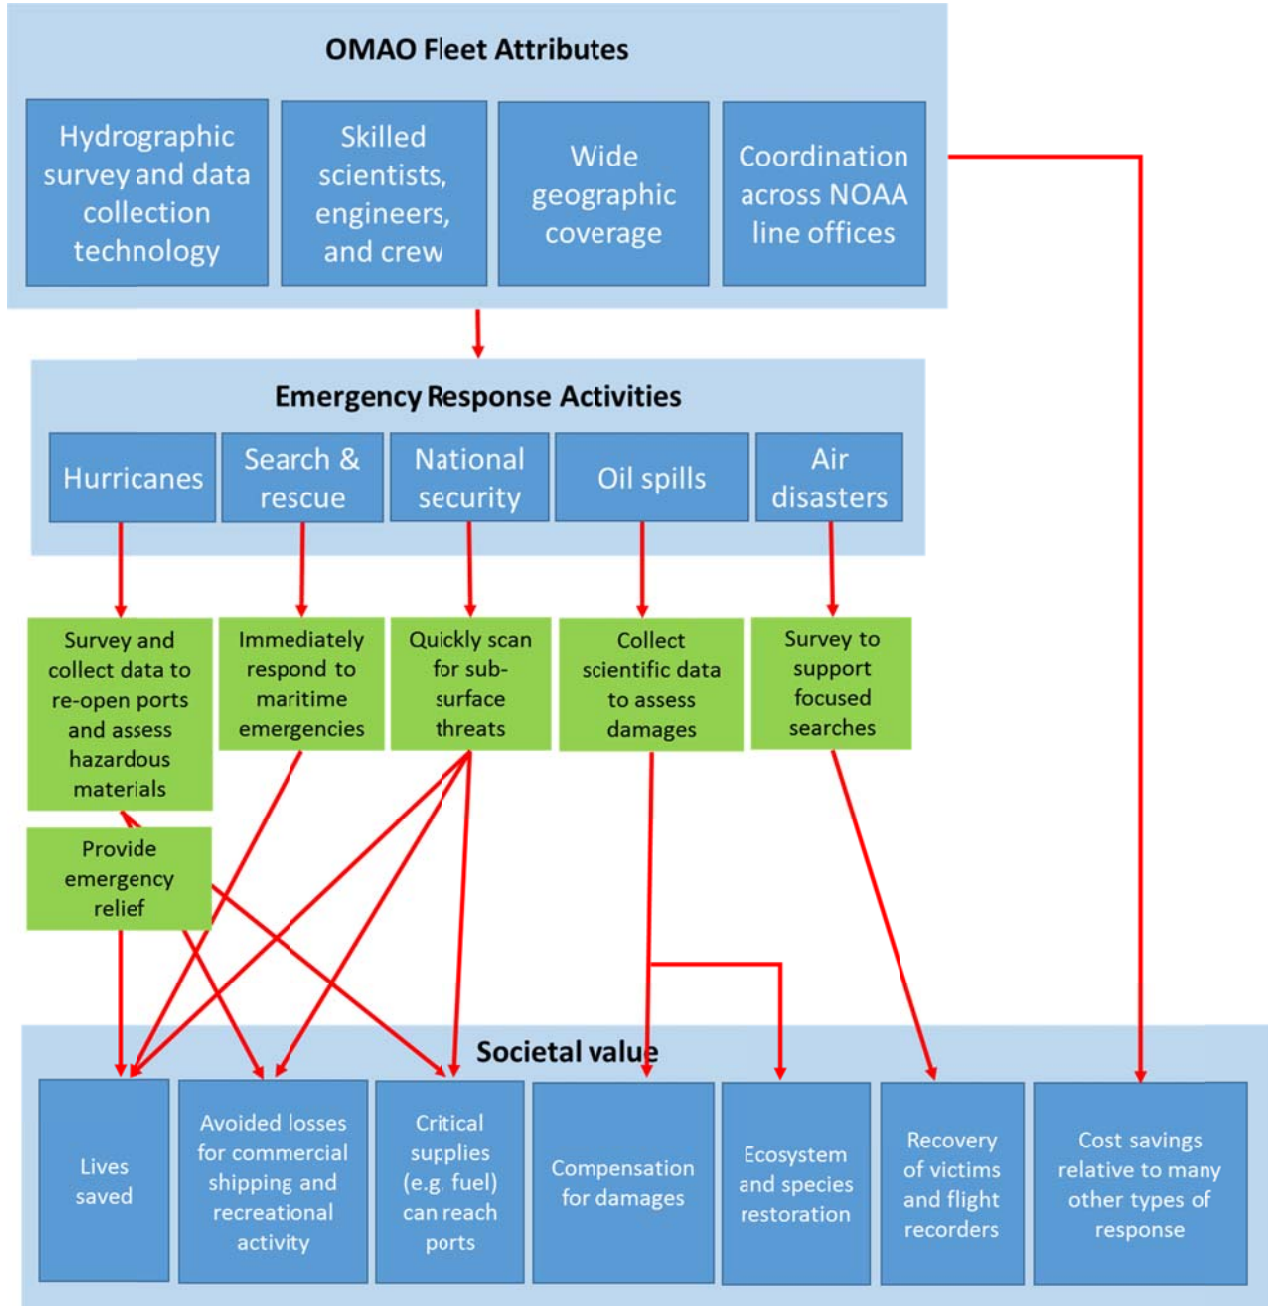 OMAO Fleet Attributes
Hydrographic
survey and data
collection
technology
Skilled
scientists,
engineers,
and crew
Wide
geographic
coverage
Coordination
across NOAA
line offices
Emergency Response Activities
Hurricanes
Search &
rescue
National
security
Oil spills
Air
disasters
Survey and
collect data to
re-open ports
and assess
hazardous
materials
Immediately
respond to
maritime
emergencies
Quickly scan
for sub-
surface
threats
Collect
scientific data
to assess
damages
Survey to
support
focused
searches
Provide
emergency
relief
Societal value
Lives
saved
Avoided losses
for commercial
shipping and
recreational
activity
Critical
supplies
(e.g. fuel)
can reach
ports
Compensation
for damages
Ecosystem
and species
restoration
Recovery
of victims
and flight
recorders
Cost savings
relative to many
other types of
response